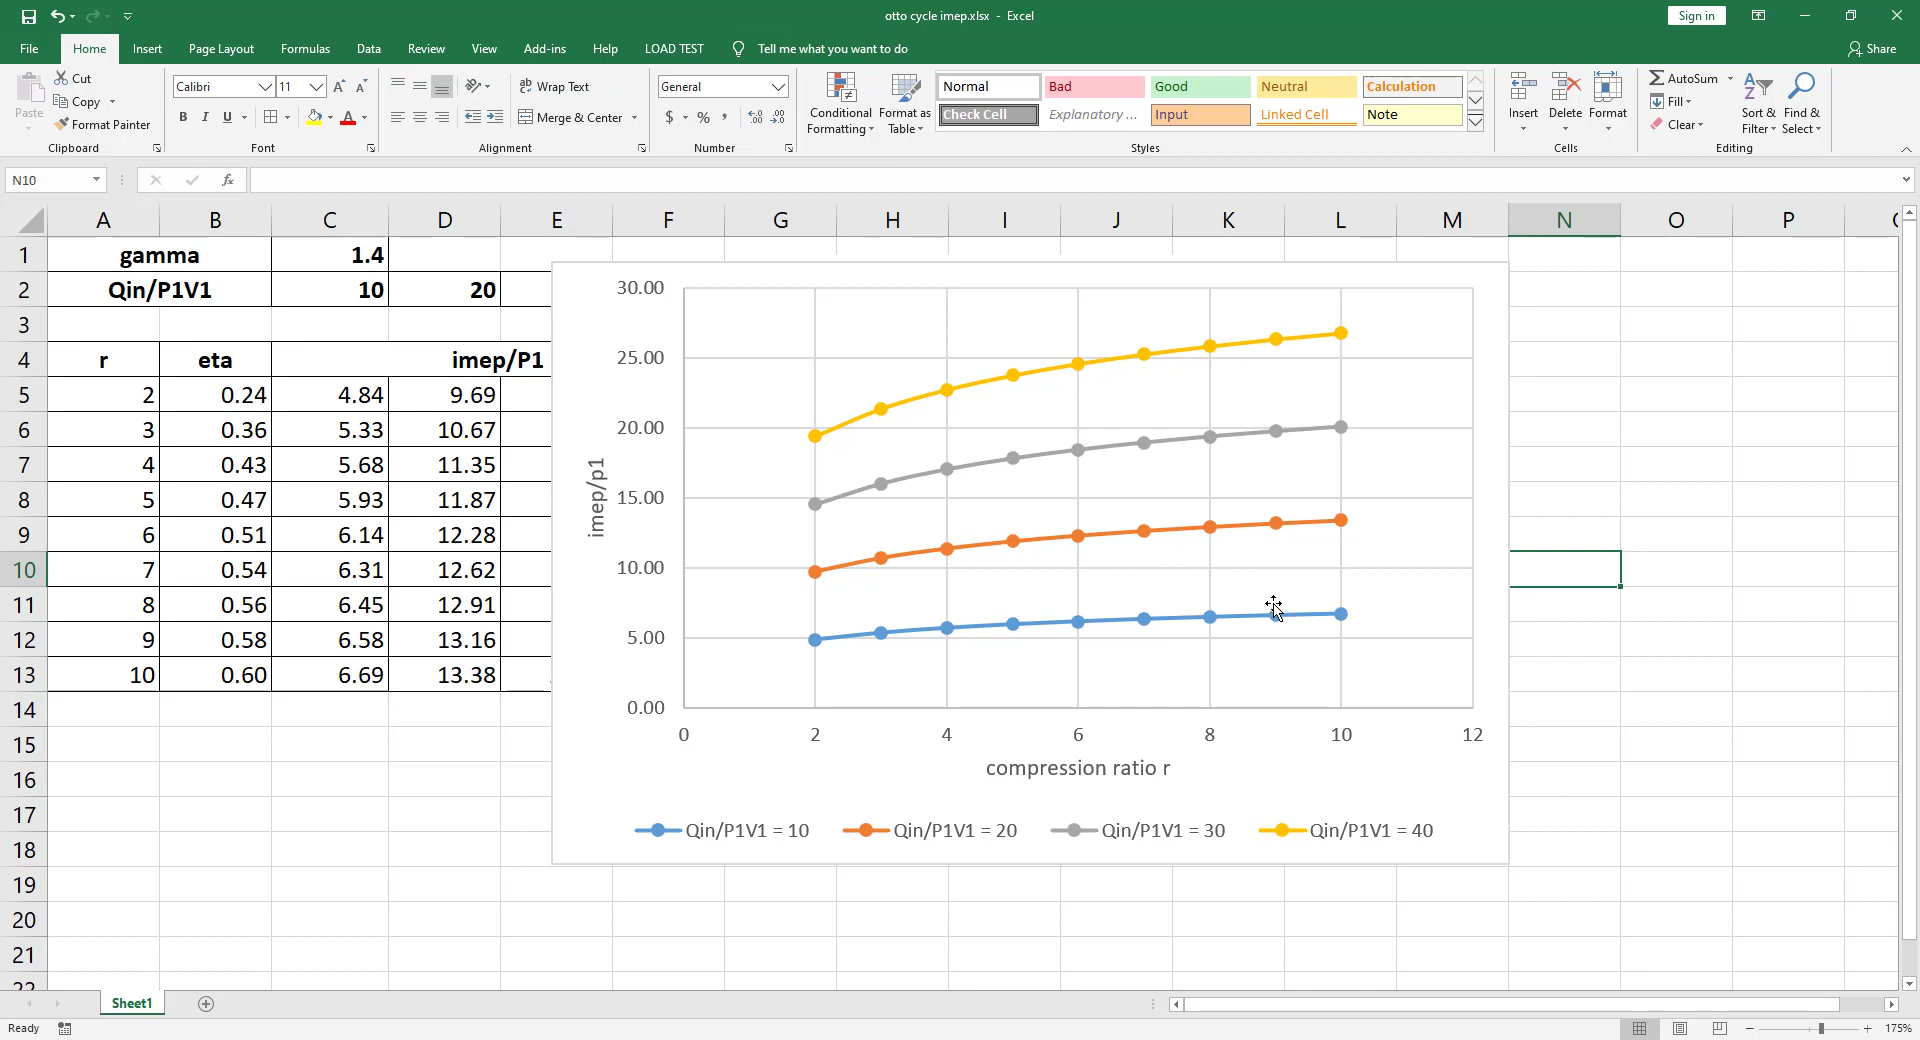 otto cycle imep.xlsx - Excel
Sign in
File Home Insert Page Layout Formulas Data Review View Add-ins Help LOAD TEST Tell me what you want to do Share
Paste
Cut
Copy
Format Painter
Clipboard
Calibri 11
B I U
Font
Wrap Text
Merge & Center
Alignment
General
$ % ,
Number
Conditional Formatting
Format as Table
Normal Bad Good Neutral Calculation
Check Cell Explanatory ... Input Linked Cell Note
Styles
Insert Delete Format
Cells
AutoSum
Fill
Clear
Sort & Filter
Find & Select
Editing
N10 fx
A B C D E F G H I J K L M N O P
1 gamma 1.4
2 Qin/P1V1 10 20
3
4 r eta imep/P1
5 2 0.24 4.84 9.69
6 3 0.36 5.33 10.67
7 4 0.43 5.68 11.35
8 5 0.47 5.93 11.87
9 6 0.51 6.14 12.28
10 7 0.54 6.31 12.62
11 8 0.56 6.45 12.91
12 9 0.58 6.58 13.16
13 10 0.60 6.69 13.38
14
15
16
17
18
19
20
21
22
30.00
25.00
20.00
15.00
10.00
5.00
0.00
imep/p1
0 2 4 6 8 10 12
compression ratio r
Qin/P1V1 = 10 Qin/P1V1 = 20 Qin/P1V1 = 30 Qin/P1V1 = 40
Sheet1
Ready
175%